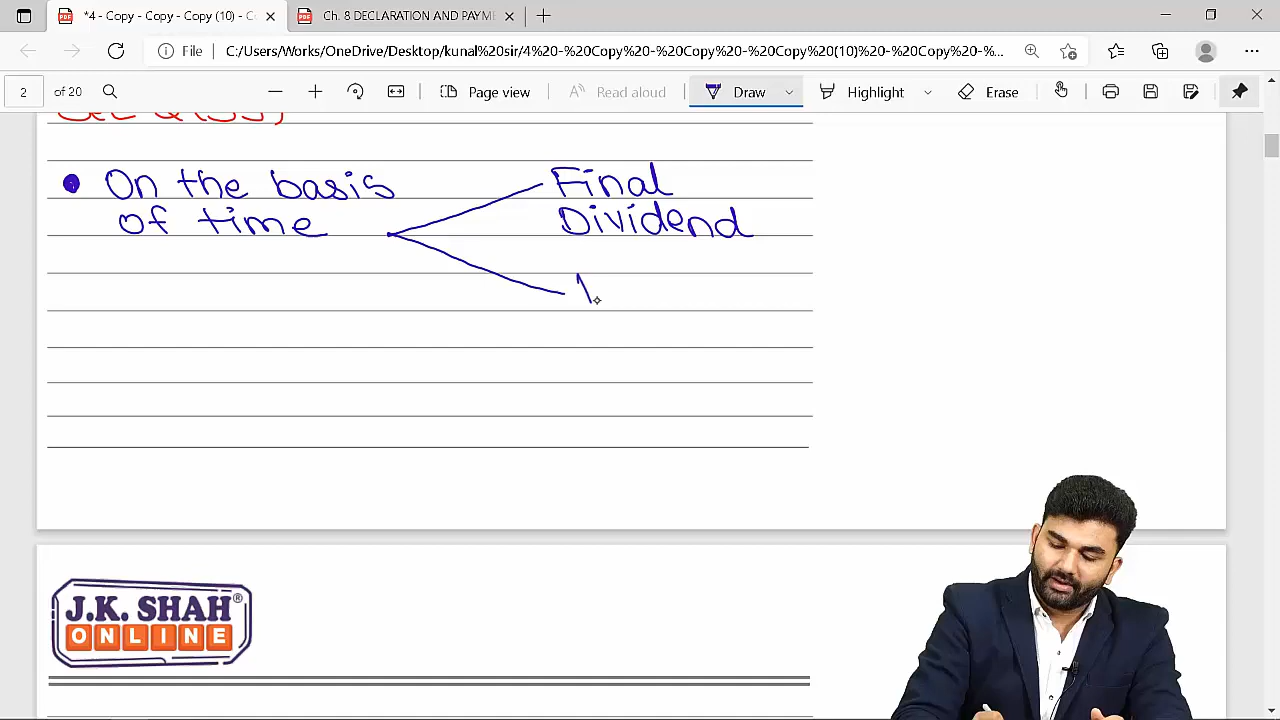 *4 - Copy - Copy - Copy (10) - C
Ch. 8 DECLARATION AND PAYME
File
C:/Users/Works/OneDrive/Desktop/kunal%20sir/4%20-%20Copy%20-%20Copy%20-%20Copy%20(10)%20-%20Copy%20-%...
2 of 20
Page view
Read aloud
Draw
Highlight
Erase
• On the basis
of time
Final
Dividend
J.K. SHAH®
ONLINE